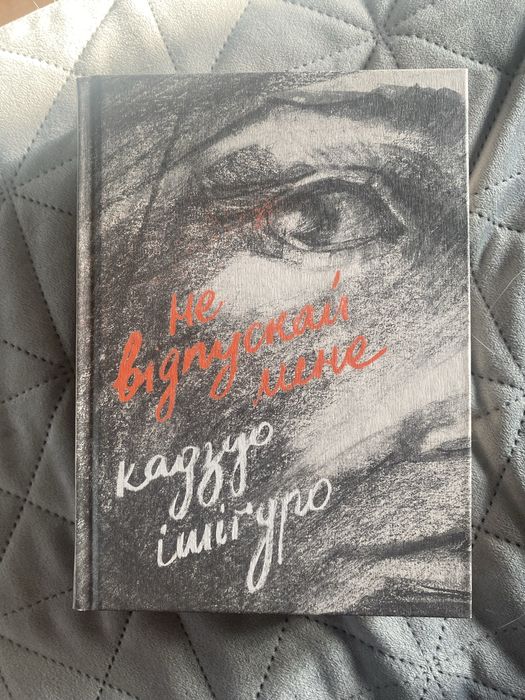 не
відпускай
мене
кадзуо
ішіґуро